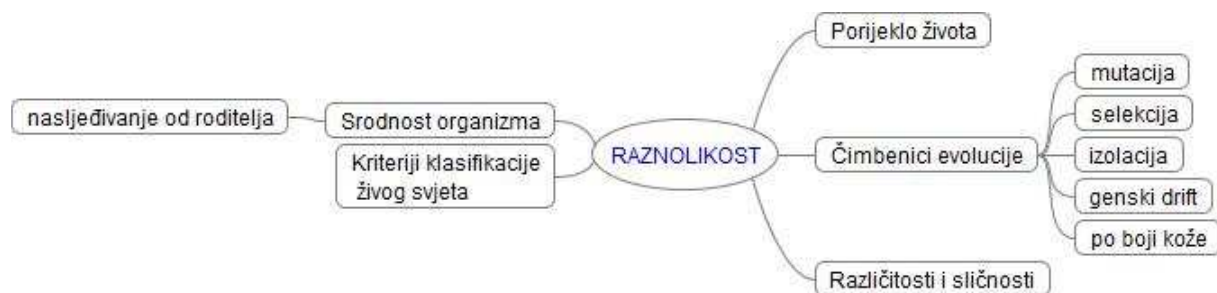 Porijeklo života
mutacija
selekcija
nasljeđivanje od roditelja
Srodnost organizma
Kriteriji klasifikacije
živog svjeta
RAZNOLIKOST
Čimbenici evolucije
izolacija
genski drift
po boji kože
Različitosti i sličnosti